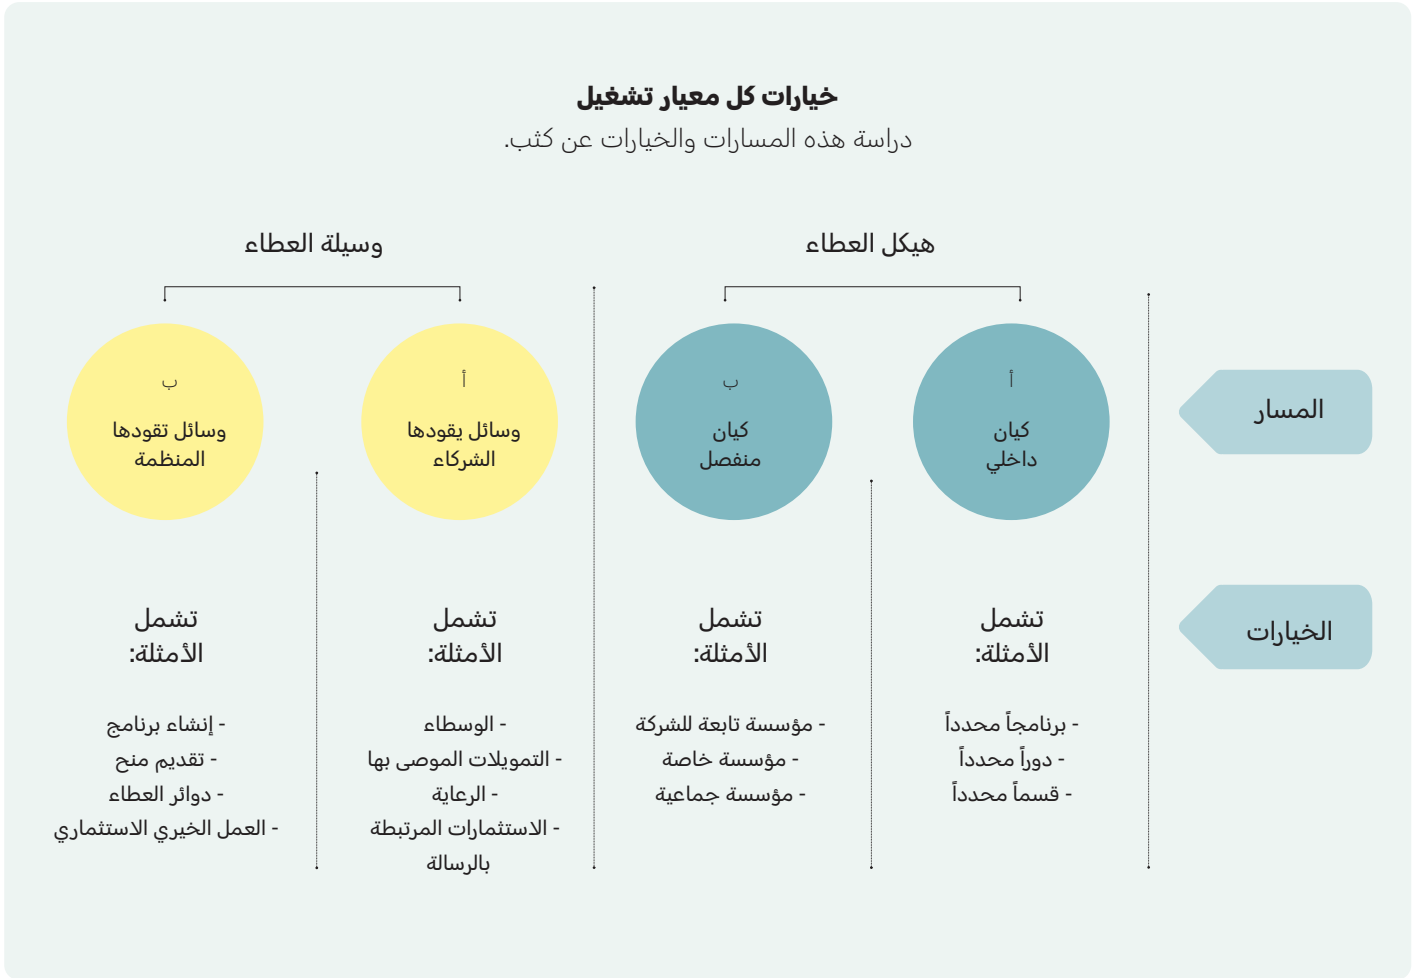 خيارات كل معيار تشغيل
دراسة هذه المسارات والخيارات عن كثب.
هيكل العطاء
وسيلة العطاء
المسار
أ
كيان
داخلي
ب
كيان
منفصل
أ
وسائل يقودها
الشركاء
ب
وسائل تقودها
المنظمة
الخيارات
تشمل
الأمثلة:
- برنامجاً محدداً
- دوراً محدداً
- قسماً محدداً
تشمل
الأمثلة:
- مؤسسة تابعة للشركة
- مؤسسة خاصة
- مؤسسة جماعية
تشمل
الأمثلة:
- الوسطاء
- التمويلات الموصى بها
- الرعاية
- الاستثمارات المرتبطة
بالرسالة
تشمل
الأمثلة:
- إنشاء برنامج
- تقديم منح
- دوائر العطاء
- العمل الخيري الاستثماري